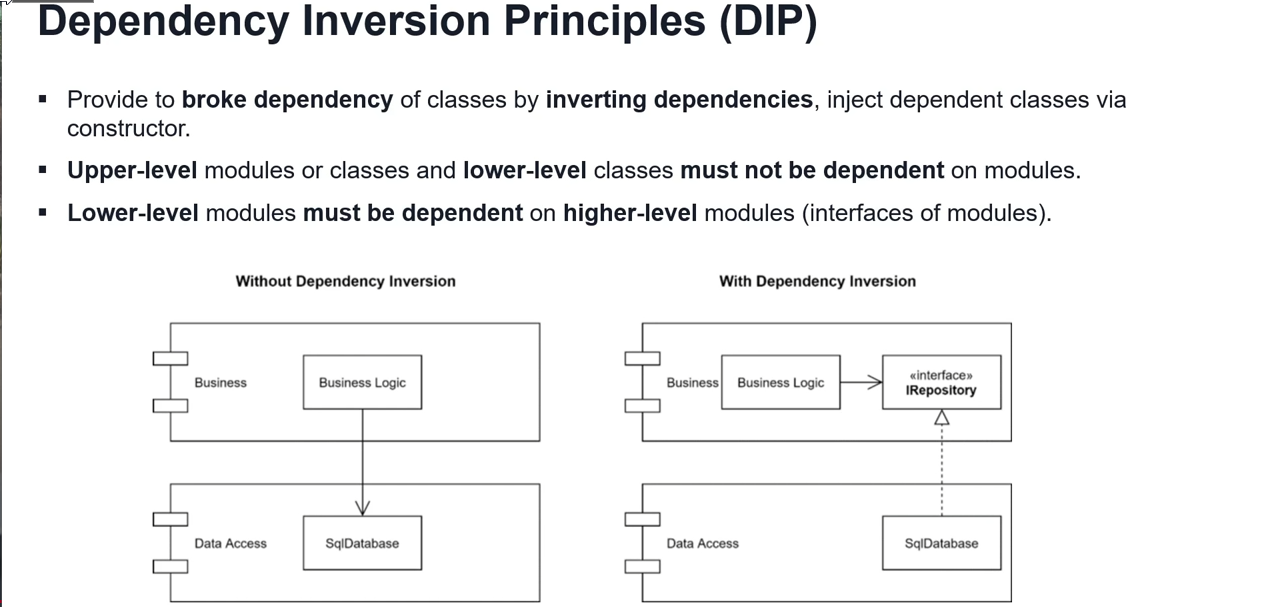 Dependency Inversion Principles (DIP)
▪ Provide to broke dependency of classes by inverting dependencies, inject dependent classes via
constructor.
▪ Upper-level modules or classes and lower-level classes must not be dependent on modules.
▪ Lower-level modules must be dependent on higher-level modules (interfaces of modules).
Without Dependency Inversion
Business
Business Logic
Data Access
SqlDatabase
With Dependency Inversion
Business
Business Logic
«interface»
IRepository
Data Access
SqlDatabase